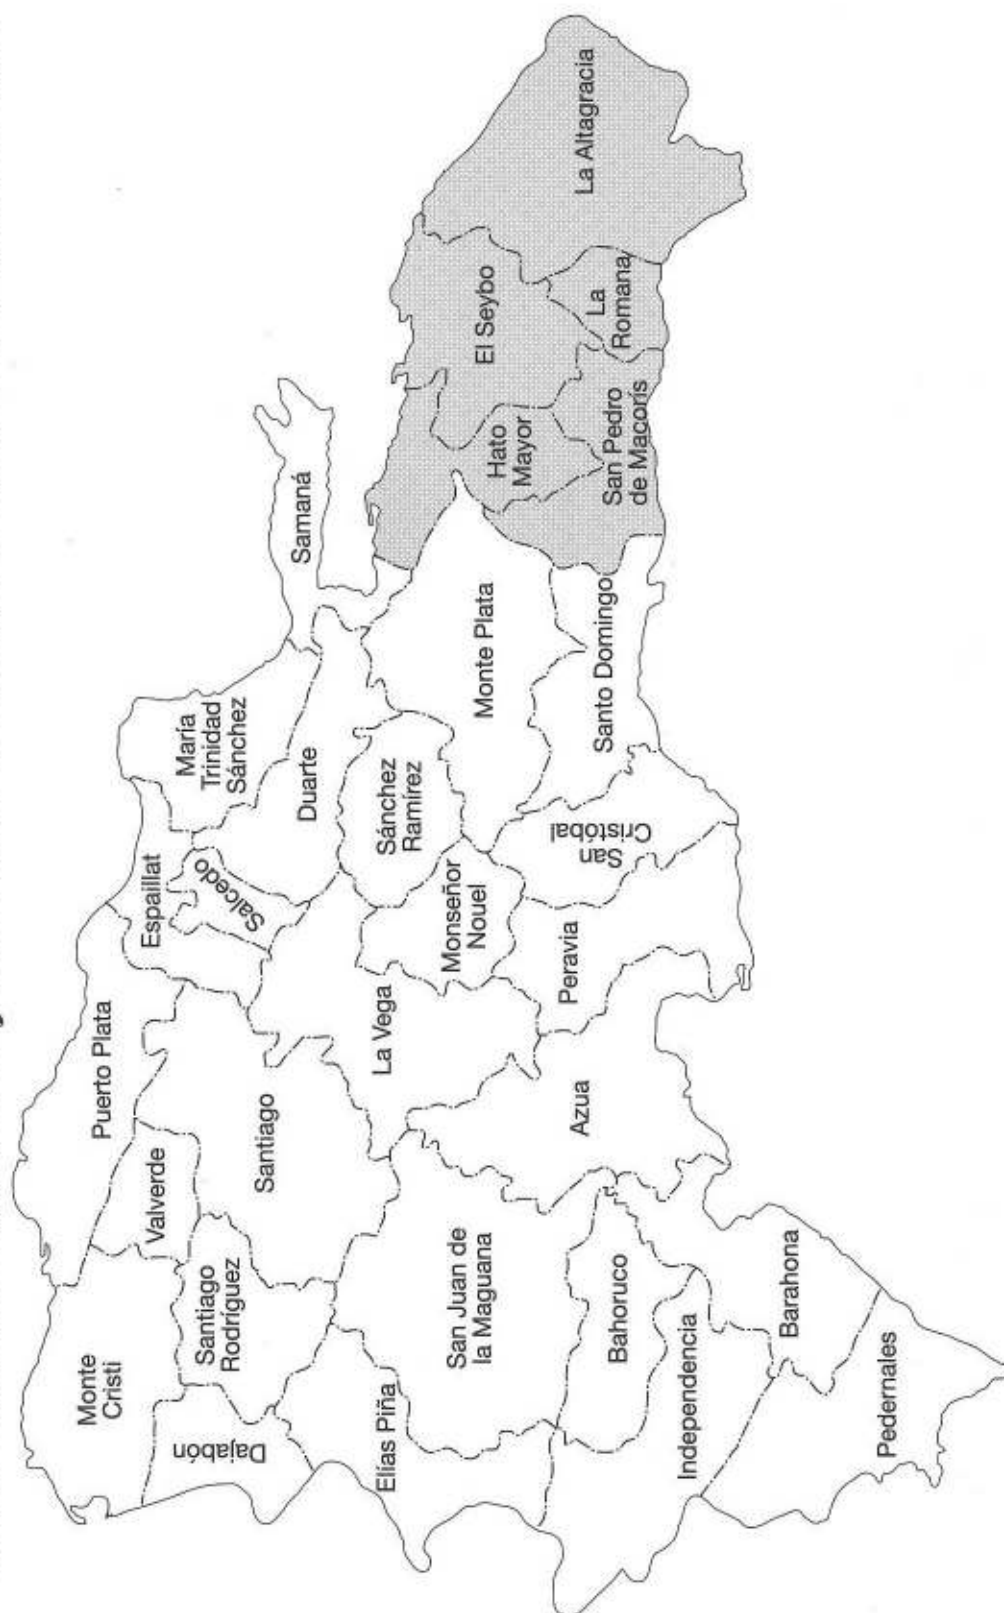 Puerto Plata
Espaillat
María
Trinidad
Sánchez
Monte
Cristi
Valverde
Salcedo
Samaná
Dajabón
Santiago
Rodríguez
Santiago
Duarte
La Vega
Sánchez
Ramírez
Elías Piña
San Juan de
la Maguana
Monseñor
Nouel
Monte Plata
Hato
Mayor
El Seybo
La Altagracia
Azua
Peravia
San
Cristóbal
Santo Domingo
San Pedro
de Macorís
La
Romana
Bahoruco
Independencia
Barahona
Pedernales